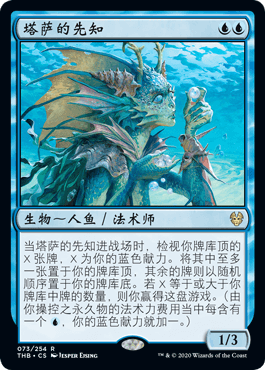 塔萨的先知
生物～人鱼 / 法术师
当塔萨的先知进战场时，检视你牌库顶的
X 张牌，X 为你的蓝色献力。将其中至多
一张置于你的牌库顶，其余的牌则以随机
顺序置于你的牌库底。若 X 等于或大于你
牌库中牌的数量，则你赢得这盘游戏。（由
你操控之永久物的法术力费用当中每含有
一个，你的蓝色献力就加一。）
1/3
073/254 R
THB • CS Jesper Ejsing
™ & © 2020 Wizards of the Coast